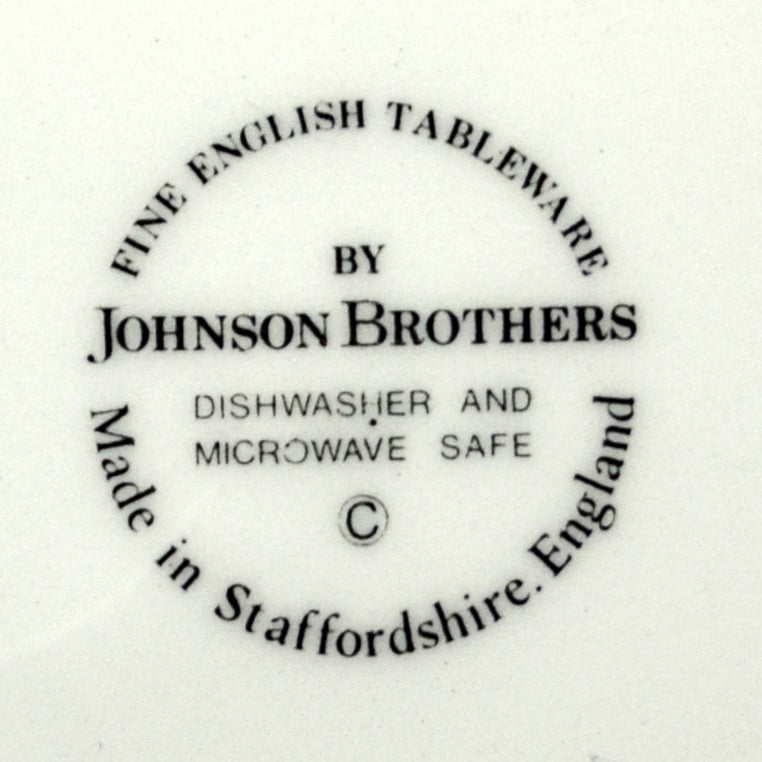 FINE ENGLISH TABLEWARE
BY
JOHNSON BROTHERS
DISHWASHER AND
MICROWAVE SAFE
©
Made in Staffordshire. England